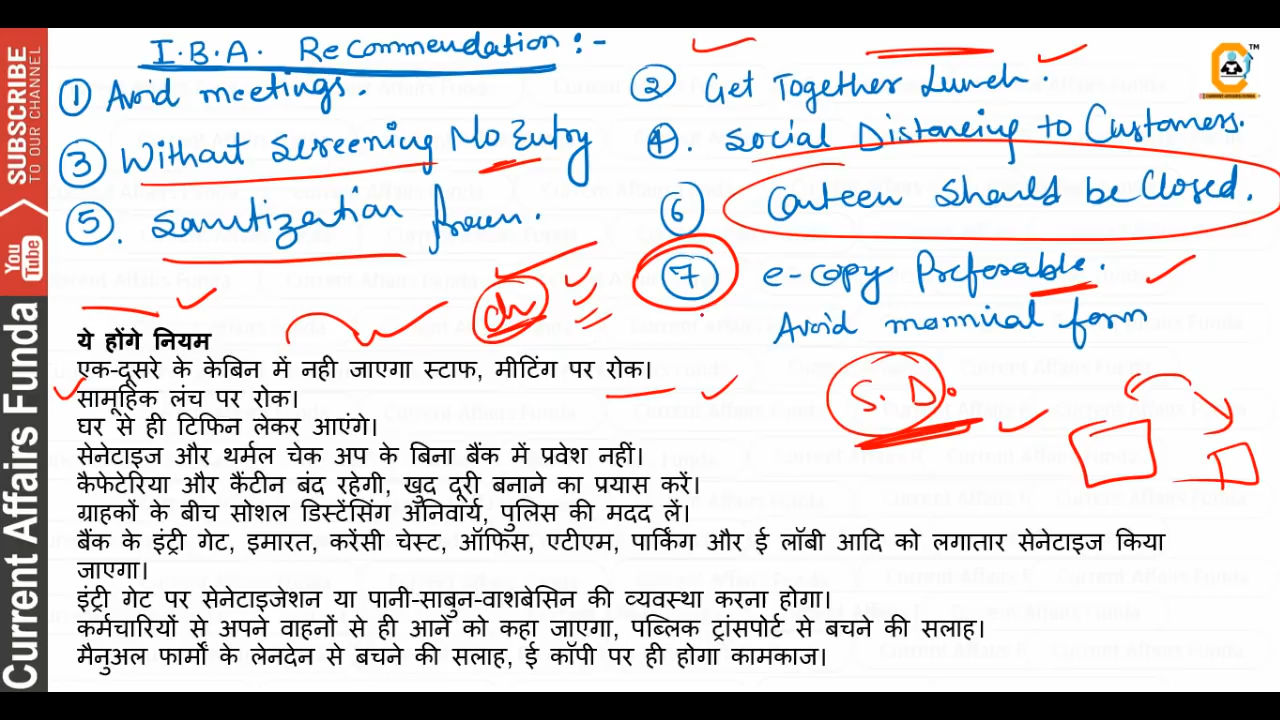 I.B.A. Recommendation :-
① Avoid meetings.
② Get Together Lunch.
③ Without Screening No Entry
④. Social Distancing to Customers.
⑤. Sanitization
⑥ Canteen Should be Closed.
⑦ e-copy Preferable.
Avoid mannual form
S.D.
ये होंगे नियम
एक-दूसरे के केबिन में नही जाएगा स्टाफ, मीटिंग पर रोक।
सामूहिक लंच पर रोक।
घर से ही टिफिन लेकर आएंगे।
सेनेटाइज और थर्मल चेक अप के बिना बैंक में प्रवेश नहीं।
कैफेटेरिया और कैंटीन बंद रहेगी, खुद दूरी बनाने का प्रयास करें।
ग्राहकों के बीच सोशल डिस्टेंसिंग अनिवार्य, पुलिस की मदद लें।
बैंक के इंट्री गेट, इमारत, करेंसी चेस्ट, ऑफिस, एटीएम, पार्किंग और ई लॉबी आदि को लगातार सेनेटाइज किया
जाएगा।
इंट्री गेट पर सेनेटाइजेशन या पानी-साबुन-वाशबेसिन की व्यवस्था करना होगा।
कर्मचारियों से अपने वाहनों से ही आने को कहा जाएगा, पब्लिक ट्रांसपोर्ट से बचने की सलाह।
मैनुअल फार्मों के लेनदेन से बचने की सलाह, ई कॉपी पर ही होगा कामकाज।
SUBSCRIBE
TO OUR CHANNEL
YouTube
Current Affairs Funda
TM